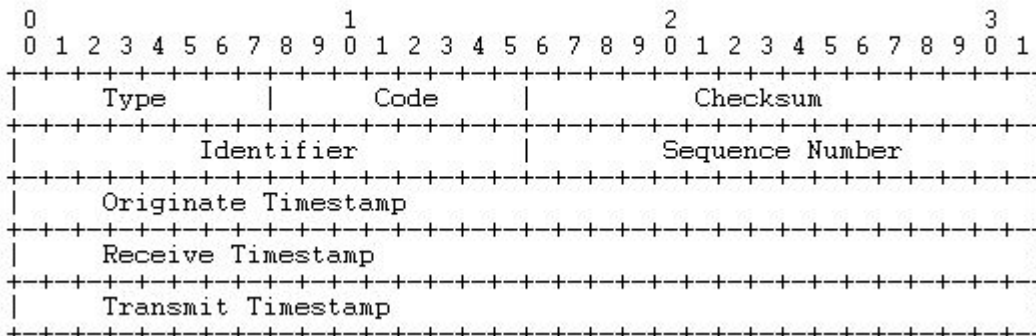 0 1 2 3
0 1 2 3 4 5 6 7 8 9 0 1 2 3 4 5 6 7 8 9 0 1 2 3 4 5 6 7 8 9 0 1
+-+-+-+-+-+-+-+-+-+-+-+-+-+-+-+-+-+-+-+-+-+-+-+-+-+-+-+-+-+-+-+-+
| Type | Code | Checksum
+-+-+-+-+-+-+-+-+-+-+-+-+-+-+-+-+-+-+-+-+-+-+-+-+-+-+-+-+-+-+-+-+
| Identifier | Sequence Number
+-+-+-+-+-+-+-+-+-+-+-+-+-+-+-+-+-+-+-+-+-+-+-+-+-+-+-+-+-+-+-+-+
| Originate Timestamp
+-+-+-+-+-+-+-+-+-+-+-+-+-+-+-+-+-+-+-+-+-+-+-+-+-+-+-+-+-+-+-+-+
| Receive Timestamp
+-+-+-+-+-+-+-+-+-+-+-+-+-+-+-+-+-+-+-+-+-+-+-+-+-+-+-+-+-+-+-+-+
| Transmit Timestamp
+-+-+-+-+-+-+-+-+-+-+-+-+-+-+-+-+-+-+-+-+-+-+-+-+-+-+-+-+-+-+-+-+